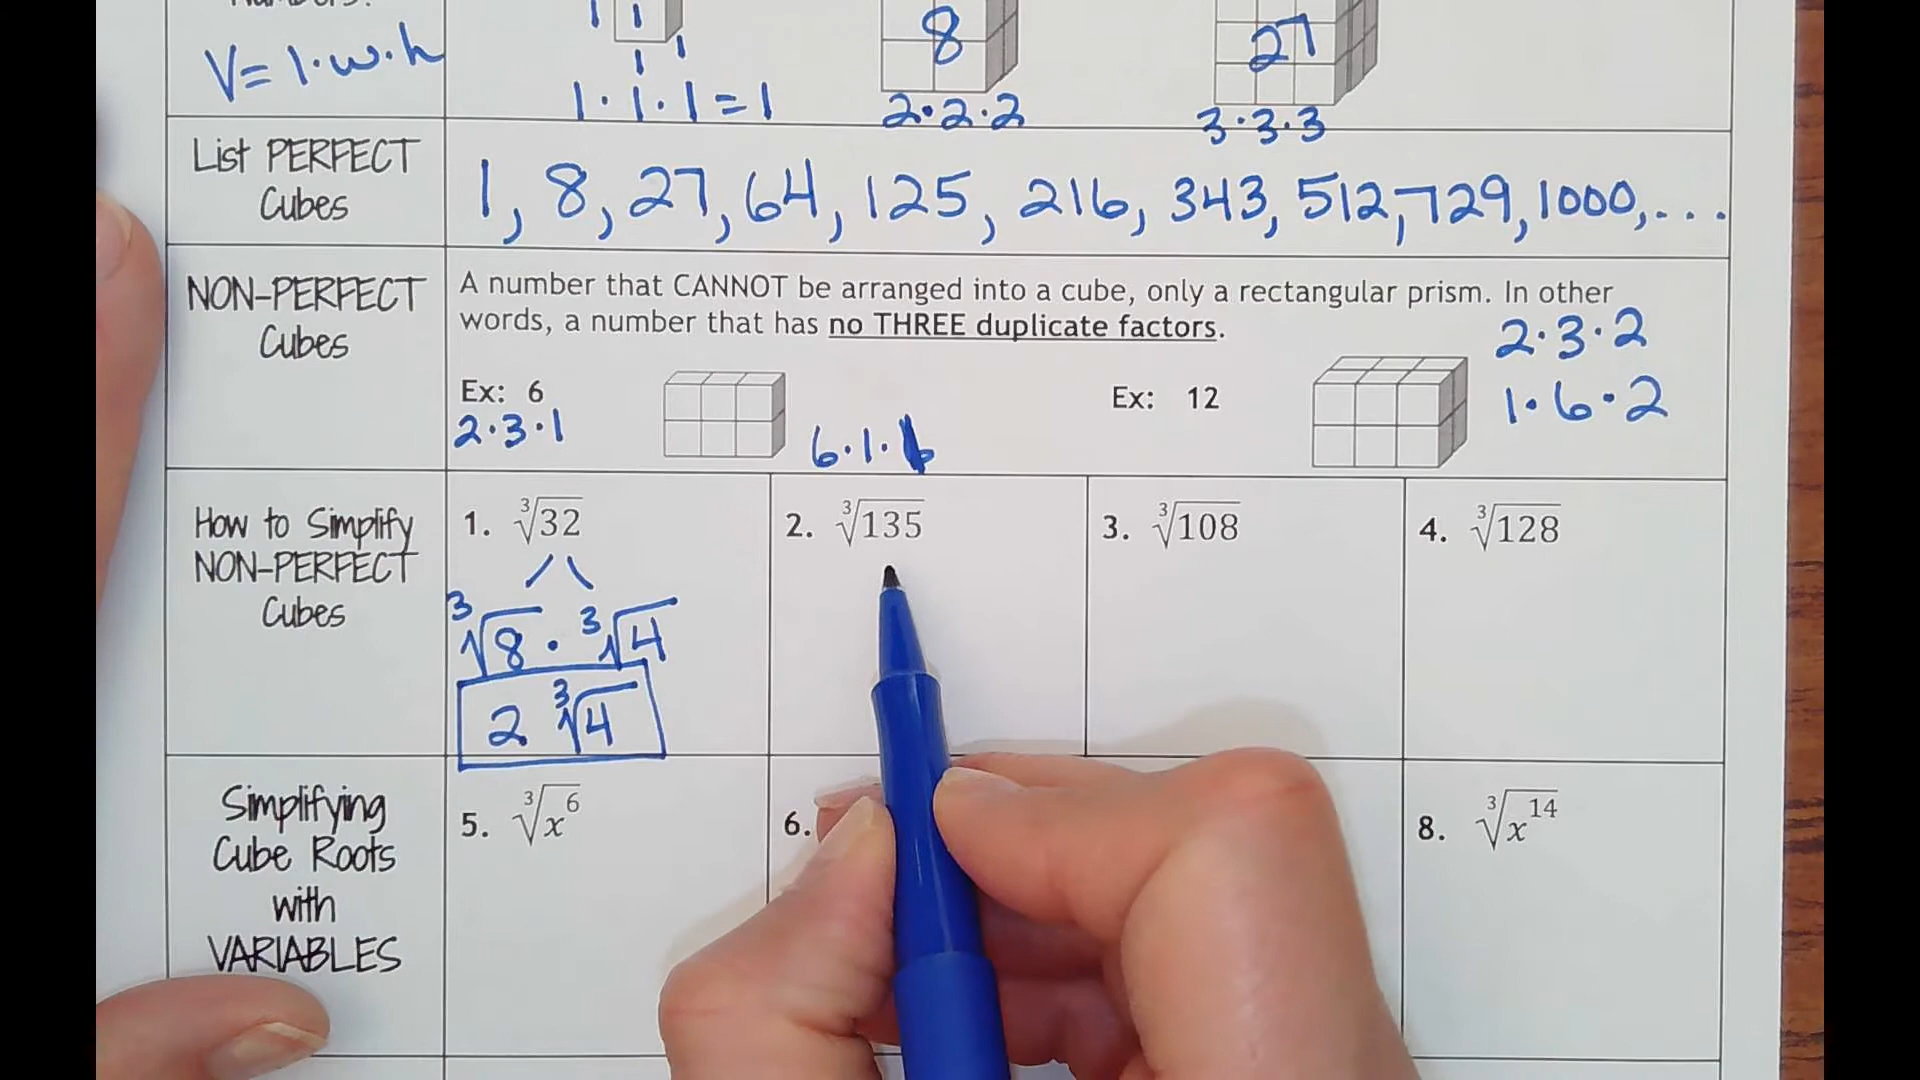 V = l·w·h
1
1
1
1
1·1·1=1
8
2·2·2
27
3·3·3
List PERFECT
Cubes
1, 8, 27, 64, 125, 216, 343, 512, 729, 1000, ...
NON-PERFECT
Cubes
A number that CANNOT be arranged into a cube, only a rectangular prism. In other
words, a number that has no THREE duplicate factors.
Ex: 6
2·3·1
6·1·
Ex: 12
2·3·2
1·6·2
How to Simplify
NON-PERFECT
Cubes
1. ∛32
∛8 · ∛4
2 ∛4
2. ∛135
3. ∛108
4. ∛128
Simplifying
Cube Roots
with
VARIABLES
5. ∛x⁶
6.
8. ∛x¹⁴